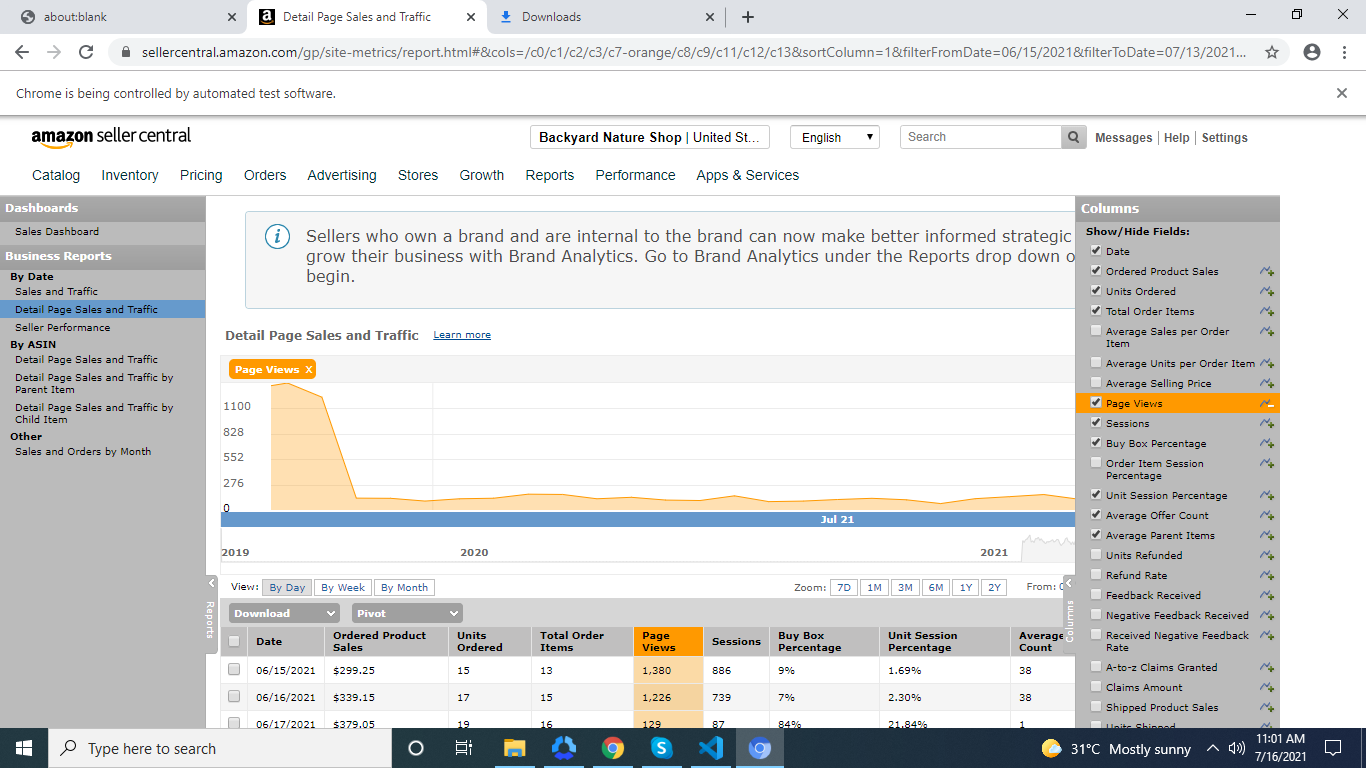 about:blank
Detail Page Sales and Traffic
Downloads
sellercentral.amazon.com/gp/site-metrics/report.html#&cols=/c0/c1/c2/c3/c7-orange/c8/c9/c11/c12/c13&sortColumn=1&filterFromDate=06/15/2021&filterToDate=07/13/2021...
Chrome is being controlled by automated test software.
amazon seller central
Backyard Nature Shop | United St...
English
Search
Messages | Help | Settings
Catalog Inventory Pricing Orders Advertising Stores Growth Reports Performance Apps & Services
Dashboards
Sales Dashboard
Business Reports
By Date
Sales and Traffic
Detail Page Sales and Traffic
Seller Performance
By ASIN
Detail Page Sales and Traffic
Detail Page Sales and Traffic by
Parent Item
Detail Page Sales and Traffic by
Child Item
Other
Sales and Orders by Month
Reports
Sellers who own a brand and are internal to the brand can now make better informed strategic
grow their business with Brand Analytics. Go to Brand Analytics under the Reports drop down o
begin.
Detail Page Sales and Traffic Learn more
Page Views X
1100
828
552
276
0
Jul 21
2019 2020 2021
View: By Day By Week By Month
Zoom: 7D 1M 3M 6M 1Y 2Y From: 0
Download Pivot
Date Ordered Product Sales Units Ordered Total Order Items Page Views Sessions Buy Box Percentage Unit Session Percentage Average Count
06/15/2021 $299.25 15 13 1,380 886 9% 1.69% 38
06/16/2021 $339.15 17 15 1,226 739 7% 2.30% 38
06/17/2021 $379.05 19 16 129 87 84% 21.84% 1
Columns
Columns
Show/Hide Fields:
Date
Ordered Product Sales
Units Ordered
Total Order Items
Average Sales per Order
Item
Average Units per Order Item
Average Selling Price
Page Views
Sessions
Buy Box Percentage
Order Item Session
Percentage
Unit Session Percentage
Average Offer Count
Average Parent Items
Units Refunded
Refund Rate
Feedback Received
Negative Feedback Received
Received Negative Feedback
Rate
A-to-z Claims Granted
Claims Amount
Shipped Product Sales
Units Shipped
Type here to search
31°C Mostly sunny
11:01 AM
7/16/2021